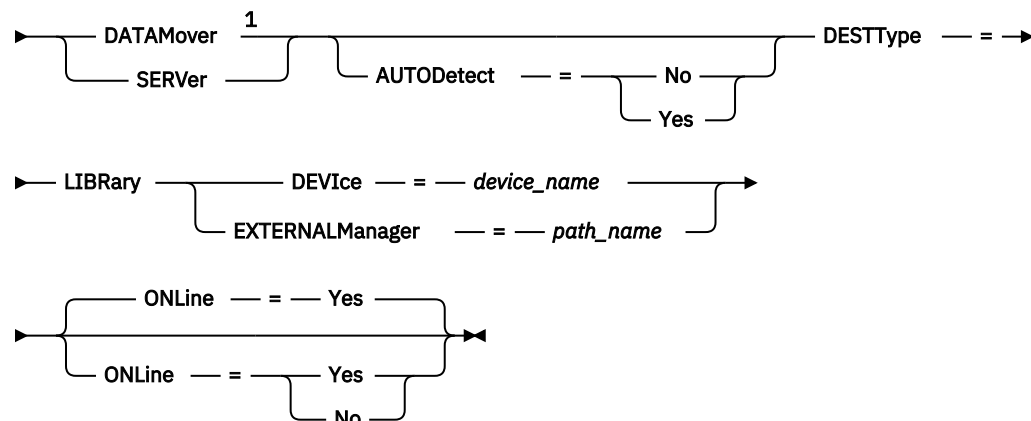 1
DATAMover
SERVer
AUTODetect = No
Yes
DESTType =
LIBRary
DEVIce = device_name
EXTERNALManager = path_name
ONLine = Yes
ONLine = Yes
No